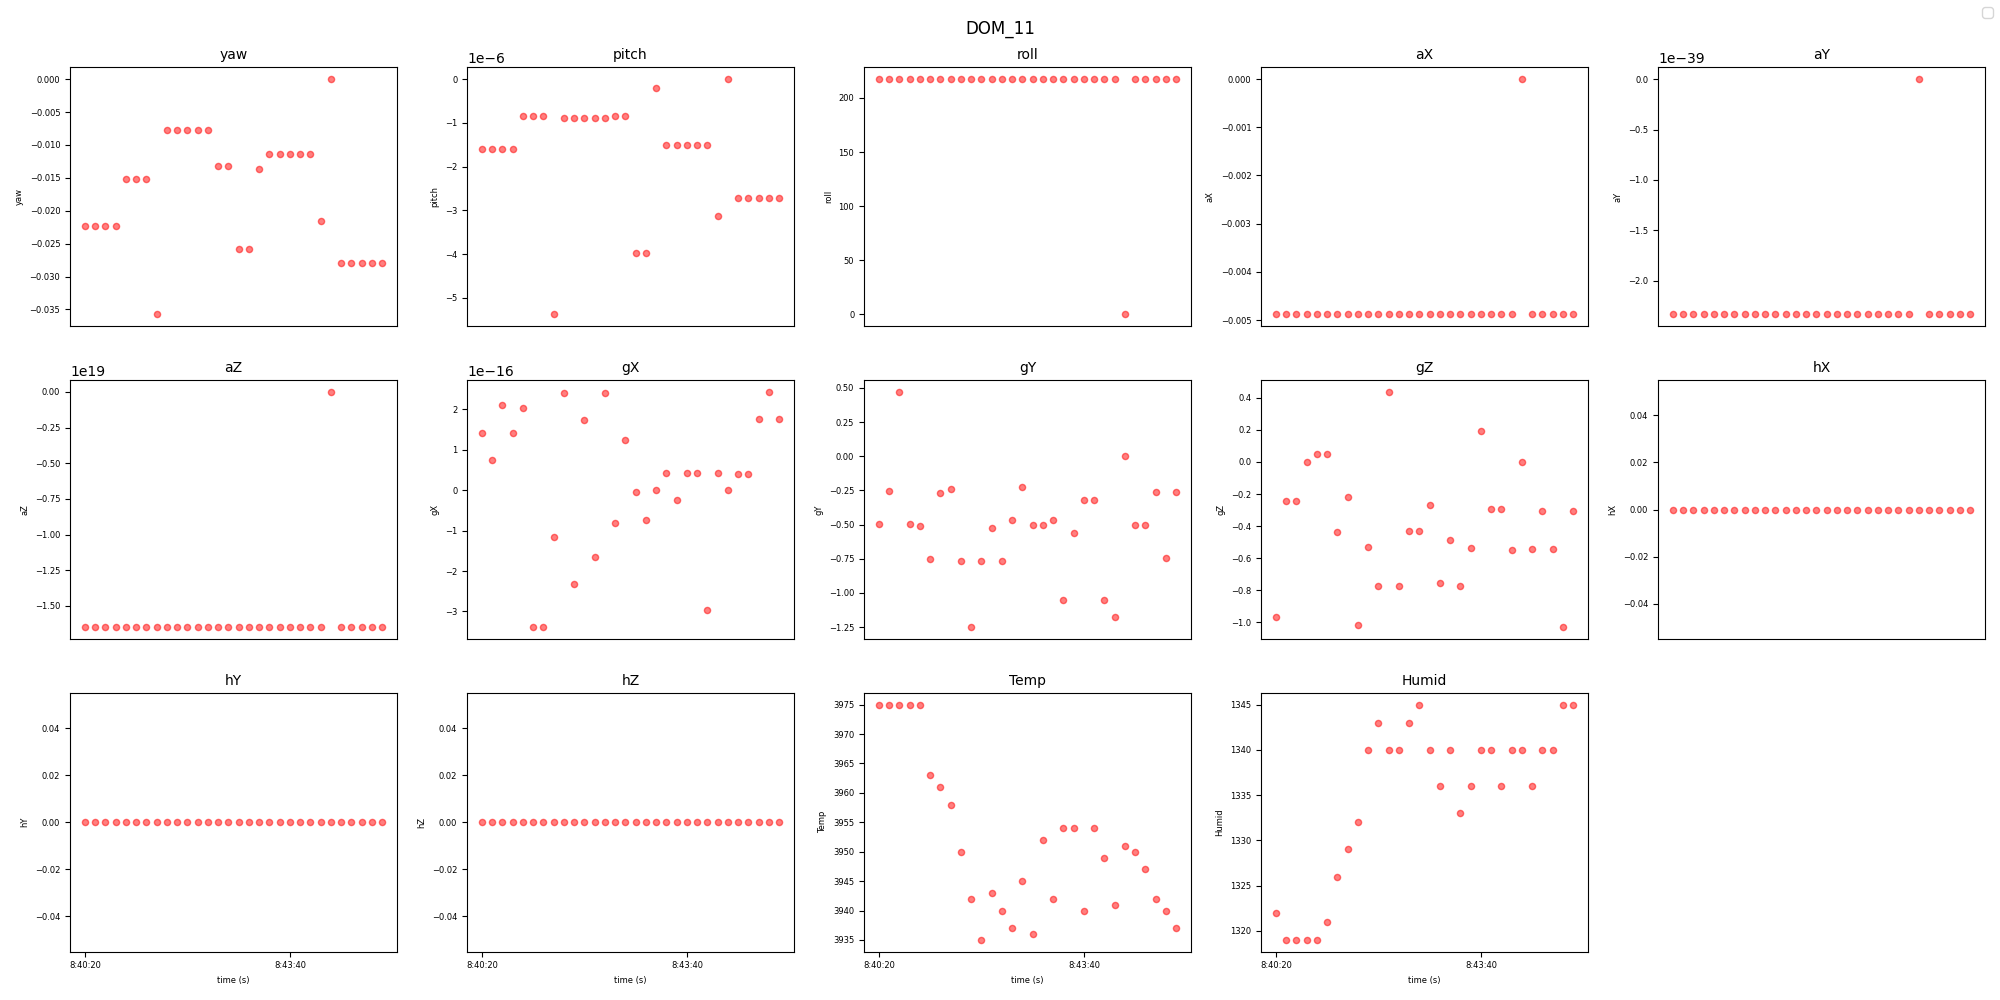 DOM_11
yaw
0.000
−0.005
−0.010
−0.015
−0.020
−0.025
−0.030
−0.035
yaw
pitch
1e−6
0
−1
−2
−3
−4
−5
pitch
roll
200
150
100
50
0
roll
aX
0.000
−0.001
−0.002
−0.003
−0.004
−0.005
aX
aY
1e−39
0.0
−0.5
−1.0
−1.5
−2.0
aY
aZ
1e19
0.00
−0.25
−0.50
−0.75
−1.00
−1.25
−1.50
aZ
gX
1e−16
2
1
0
−1
−2
−3
gX
gY
0.50
0.25
0.00
−0.25
−0.50
−0.75
−1.00
−1.25
gY
gZ
0.4
0.2
0.0
−0.2
−0.4
−0.6
−0.8
−1.0
gZ
hX
0.04
0.02
0.00
−0.02
−0.04
hX
hY
0.04
0.02
0.00
−0.02
−0.04
hY
8:40:20 8:43:40
time (s)
hZ
0.04
0.02
0.00
−0.02
−0.04
hZ
8:40:20 8:43:40
time (s)
Temp
3975
3970
3965
3960
3955
3950
3945
3940
3935
Temp
8:40:20 8:43:40
time (s)
Humid
1345
1340
1335
1330
1325
1320
Humid
8:40:20 8:43:40
time (s)